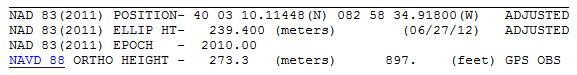 NAD 83(2011) POSITION- 40 03 10.11448(N) 082 58 34.91800(W) ADJUSTED
NAD 83(2011) ELLIP HT- 239.400 (meters) (06/27/12) ADJUSTED
NAD 83(2011) EPOCH - 2010.00
NAVD 88 ORTHO HEIGHT - 273.3 (meters) 897. (feet) GPS OBS